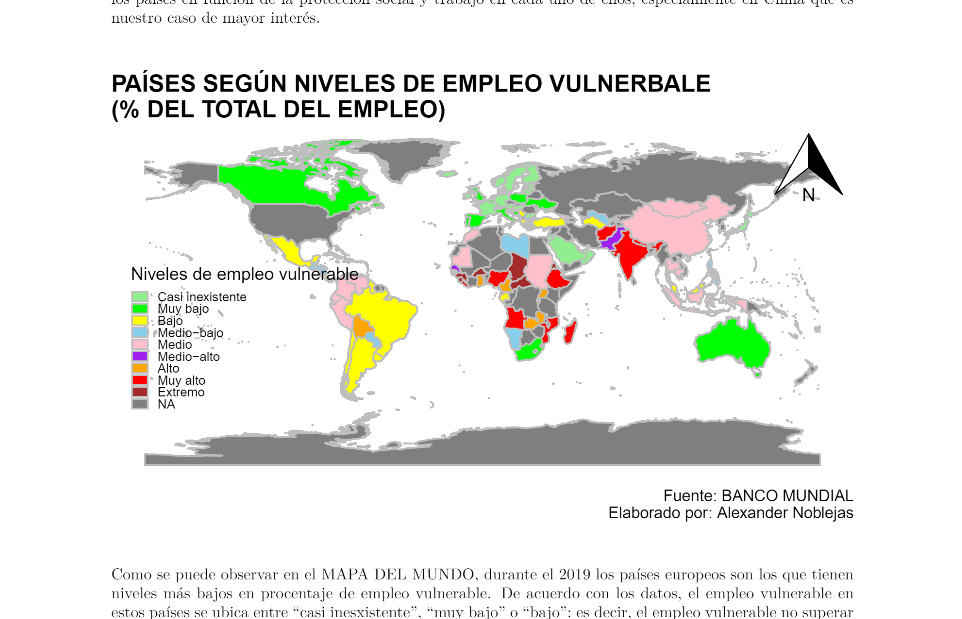 los países en función de la protección social y trabajo en cada uno de ellos, especialmente en China que es
nuestro caso de mayor interés.
PAÍSES SEGÚN NIVELES DE EMPLEO VULNERBALE
(% DEL TOTAL DEL EMPLEO)
N
Niveles de empleo vulnerable
Casi inexistente
Muy bajo
Bajo
Medio−bajo
Medio
Medio−alto
Alto
Muy alto
Extremo
NA
Fuente: BANCO MUNDIAL
Elaborado por: Alexander Noblejas
Como se puede observar en el MAPA DEL MUNDO, durante el 2019 los países europeos son los que tienen
niveles más bajos en procentaje de empleo vulnerable. De acuerdo con los datos, el empleo vulnerable en
estos países se ubica entre “casi inesxistente”, “muy bajo” o “bajo”; es decir, el empleo vulnerable no superar